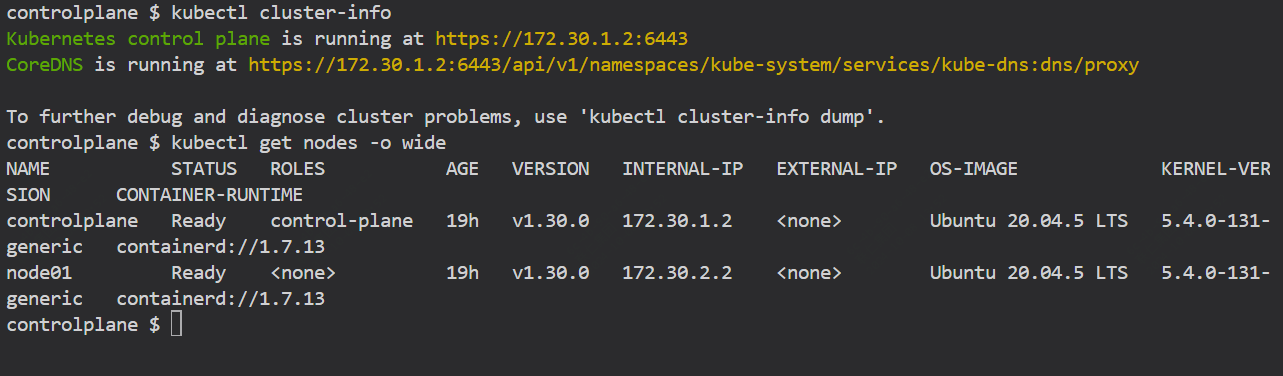 controlplane $ kubectl cluster-info
Kubernetes control plane is running at https://172.30.1.2:6443
CoreDNS is running at https://172.30.1.2:6443/api/v1/namespaces/kube-system/services/kube-dns:dns/proxy

To further debug and diagnose cluster problems, use 'kubectl cluster-info dump'.
controlplane $ kubectl get nodes -o wide
NAME           STATUS   ROLES           AGE   VERSION   INTERNAL-IP   EXTERNAL-IP   OS-IMAGE             KERNEL-VER
SION      CONTAINER-RUNTIME
controlplane   Ready    control-plane   19h   v1.30.0   172.30.1.2    <none>        Ubuntu 20.04.5 LTS   5.4.0-131-
generic   containerd://1.7.13
node01         Ready    <none>          19h   v1.30.0   172.30.2.2    <none>        Ubuntu 20.04.5 LTS   5.4.0-131-
generic   containerd://1.7.13
controlplane $